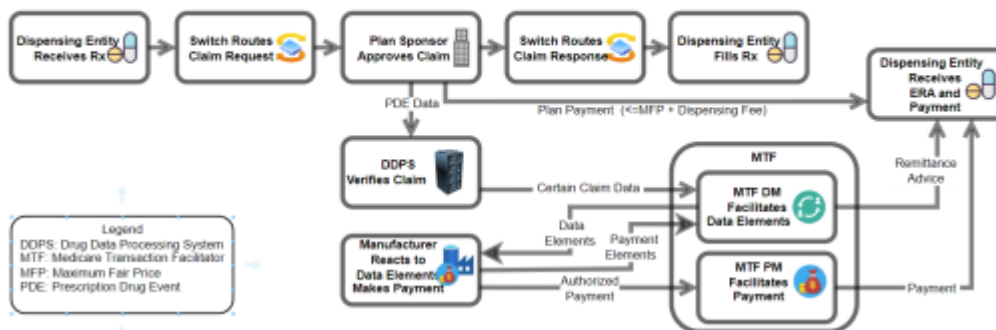 Dispensing Entity
Receives Rx
Switch Routes
Claim Request
Plan Sponsor
Approves Claim
Switch Routes
Claim Response
Dispensing Entity
Fills Rx
Dispensing Entity
Receives
ERA and
Payment
PDE Data
Plan Payment (<=MFP + Dispensing Fee)
DDPS
Verifies Claim
MTF
Remittance
Advice
Certain Claim Data
MTF DM
Facilitates
Data Elements
Data
Elements
Payment
Elements
Manufacturer
Reacts to
Data Elements
Makes Payment
Authorized
Payment
MTF PM
Facilitates
Payment
Payment
Legend
DDPS: Drug Data Processing System
MTF: Medicare Transaction Facilitator
MFP: Maximum Fair Price
PDE: Prescription Drug Event